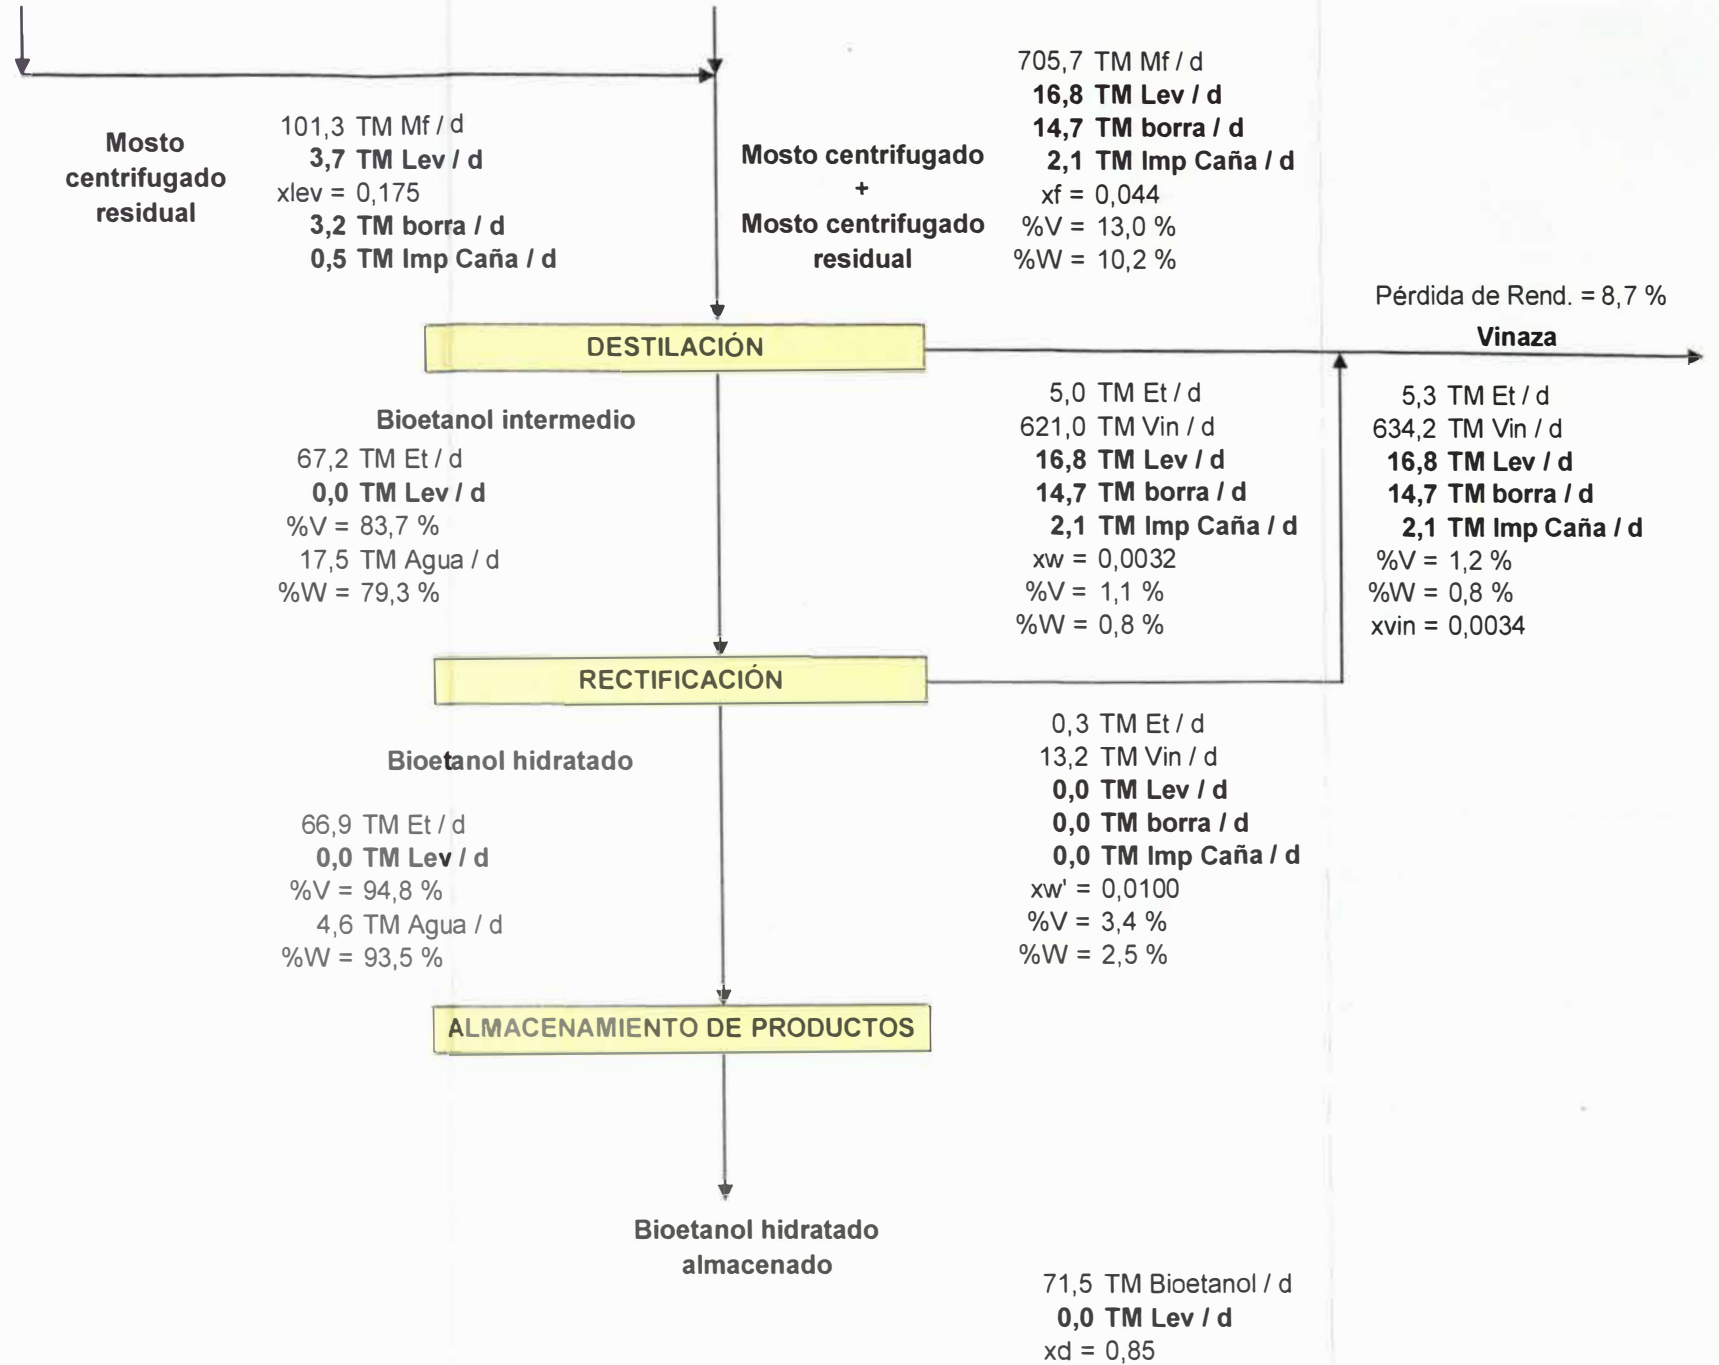 Mosto
centrifugado
residual
101,3 TM Mf / d
3,7 TM Lev / d
xlev = 0,175
3,2 TM borra / d
0,5 TM Imp Caña / d
Mosto centrifugado
+
Mosto centrifugado
residual
705,7 TM Mf / d
16,8 TM Lev / d
14,7 TM borra / d
2,1 TM Imp Caña / d
xf = 0,044
%V = 13,0 %
%W = 10,2 %
Pérdida de Rend. = 8,7 %
Vinaza
DESTILACIÓN
Bioetanol intermedio
67,2 TM Et / d
0,0 TM Lev / d
%V = 83,7 %
17,5 TM Agua / d
%W = 79,3 %
5,0 TM Et / d
621,0 TM Vin / d
16,8 TM Lev / d
14,7 TM borra / d
2,1 TM Imp Caña / d
xw = 0,0032
%V = 1,1 %
%W = 0,8 %
5,3 TM Et / d
634,2 TM Vin / d
16,8 TM Lev / d
14,7 TM borra / d
2,1 TM Imp Caña / d
%V = 1,2 %
%W = 0,8 %
xvin = 0,0034
RECTIFICACIÓN
Bioetanol hidratado
66,9 TM Et / d
0,0 TM Lev / d
%V = 94,8 %
4,6 TM Agua / d
%W = 93,5 %
0,3 TM Et / d
13,2 TM Vin / d
0,0 TM Lev / d
0,0 TM borra / d
0,0 TM Imp Caña / d
xw' = 0,0100
%V = 3,4 %
%W = 2,5 %
ALMACENAMIENTO DE PRODUCTOS
Bioetanol hidratado
almacenado
71,5 TM Bioetanol / d
0,0 TM Lev / d
xd = 0,85